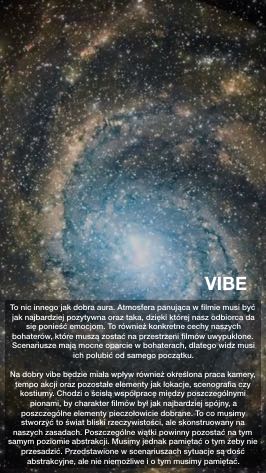 VIBE
To nic innego jak dobra aura. Atmosfera panująca w filmie musi być
jak najbardziej pozytywna oraz taka, dzięki której nasz odbiorca da
się ponieść emocjom. To również konkretne cechy naszych
bohaterów, które muszą zostać na przestrzeni filmów uwypuklone.
Scenariusze mają mocne oparcie w bohaterach, dlatego widz musi
ich polubić od samego początku.
Na dobry vibe będzie miała wpływ również określona praca kamery,
tempo akcji oraz pozostałe elementy jak lokacje, scenografia czy
kostiumy. Chodzi o ścisłą współpracę między poszczególnymi
pionami, by charakter filmów był jak najbardziej spójny, a
poszczególne elementy pieczołowicie dobrane. To co musimy
stworzyć to świat bliski rzeczywistości, ale skonstruowany na
naszych zasadach. Poszczególne wątki powinny pozostać na tym
samym poziomie abstrakcji. Musimy jednak pamiętać o tym żeby nie
przesadzić. Przedstawione w scenariuszach sytuacje są dość
abstrakcyjne, ale nie niemożliwe i o tym musimy pamiętać.